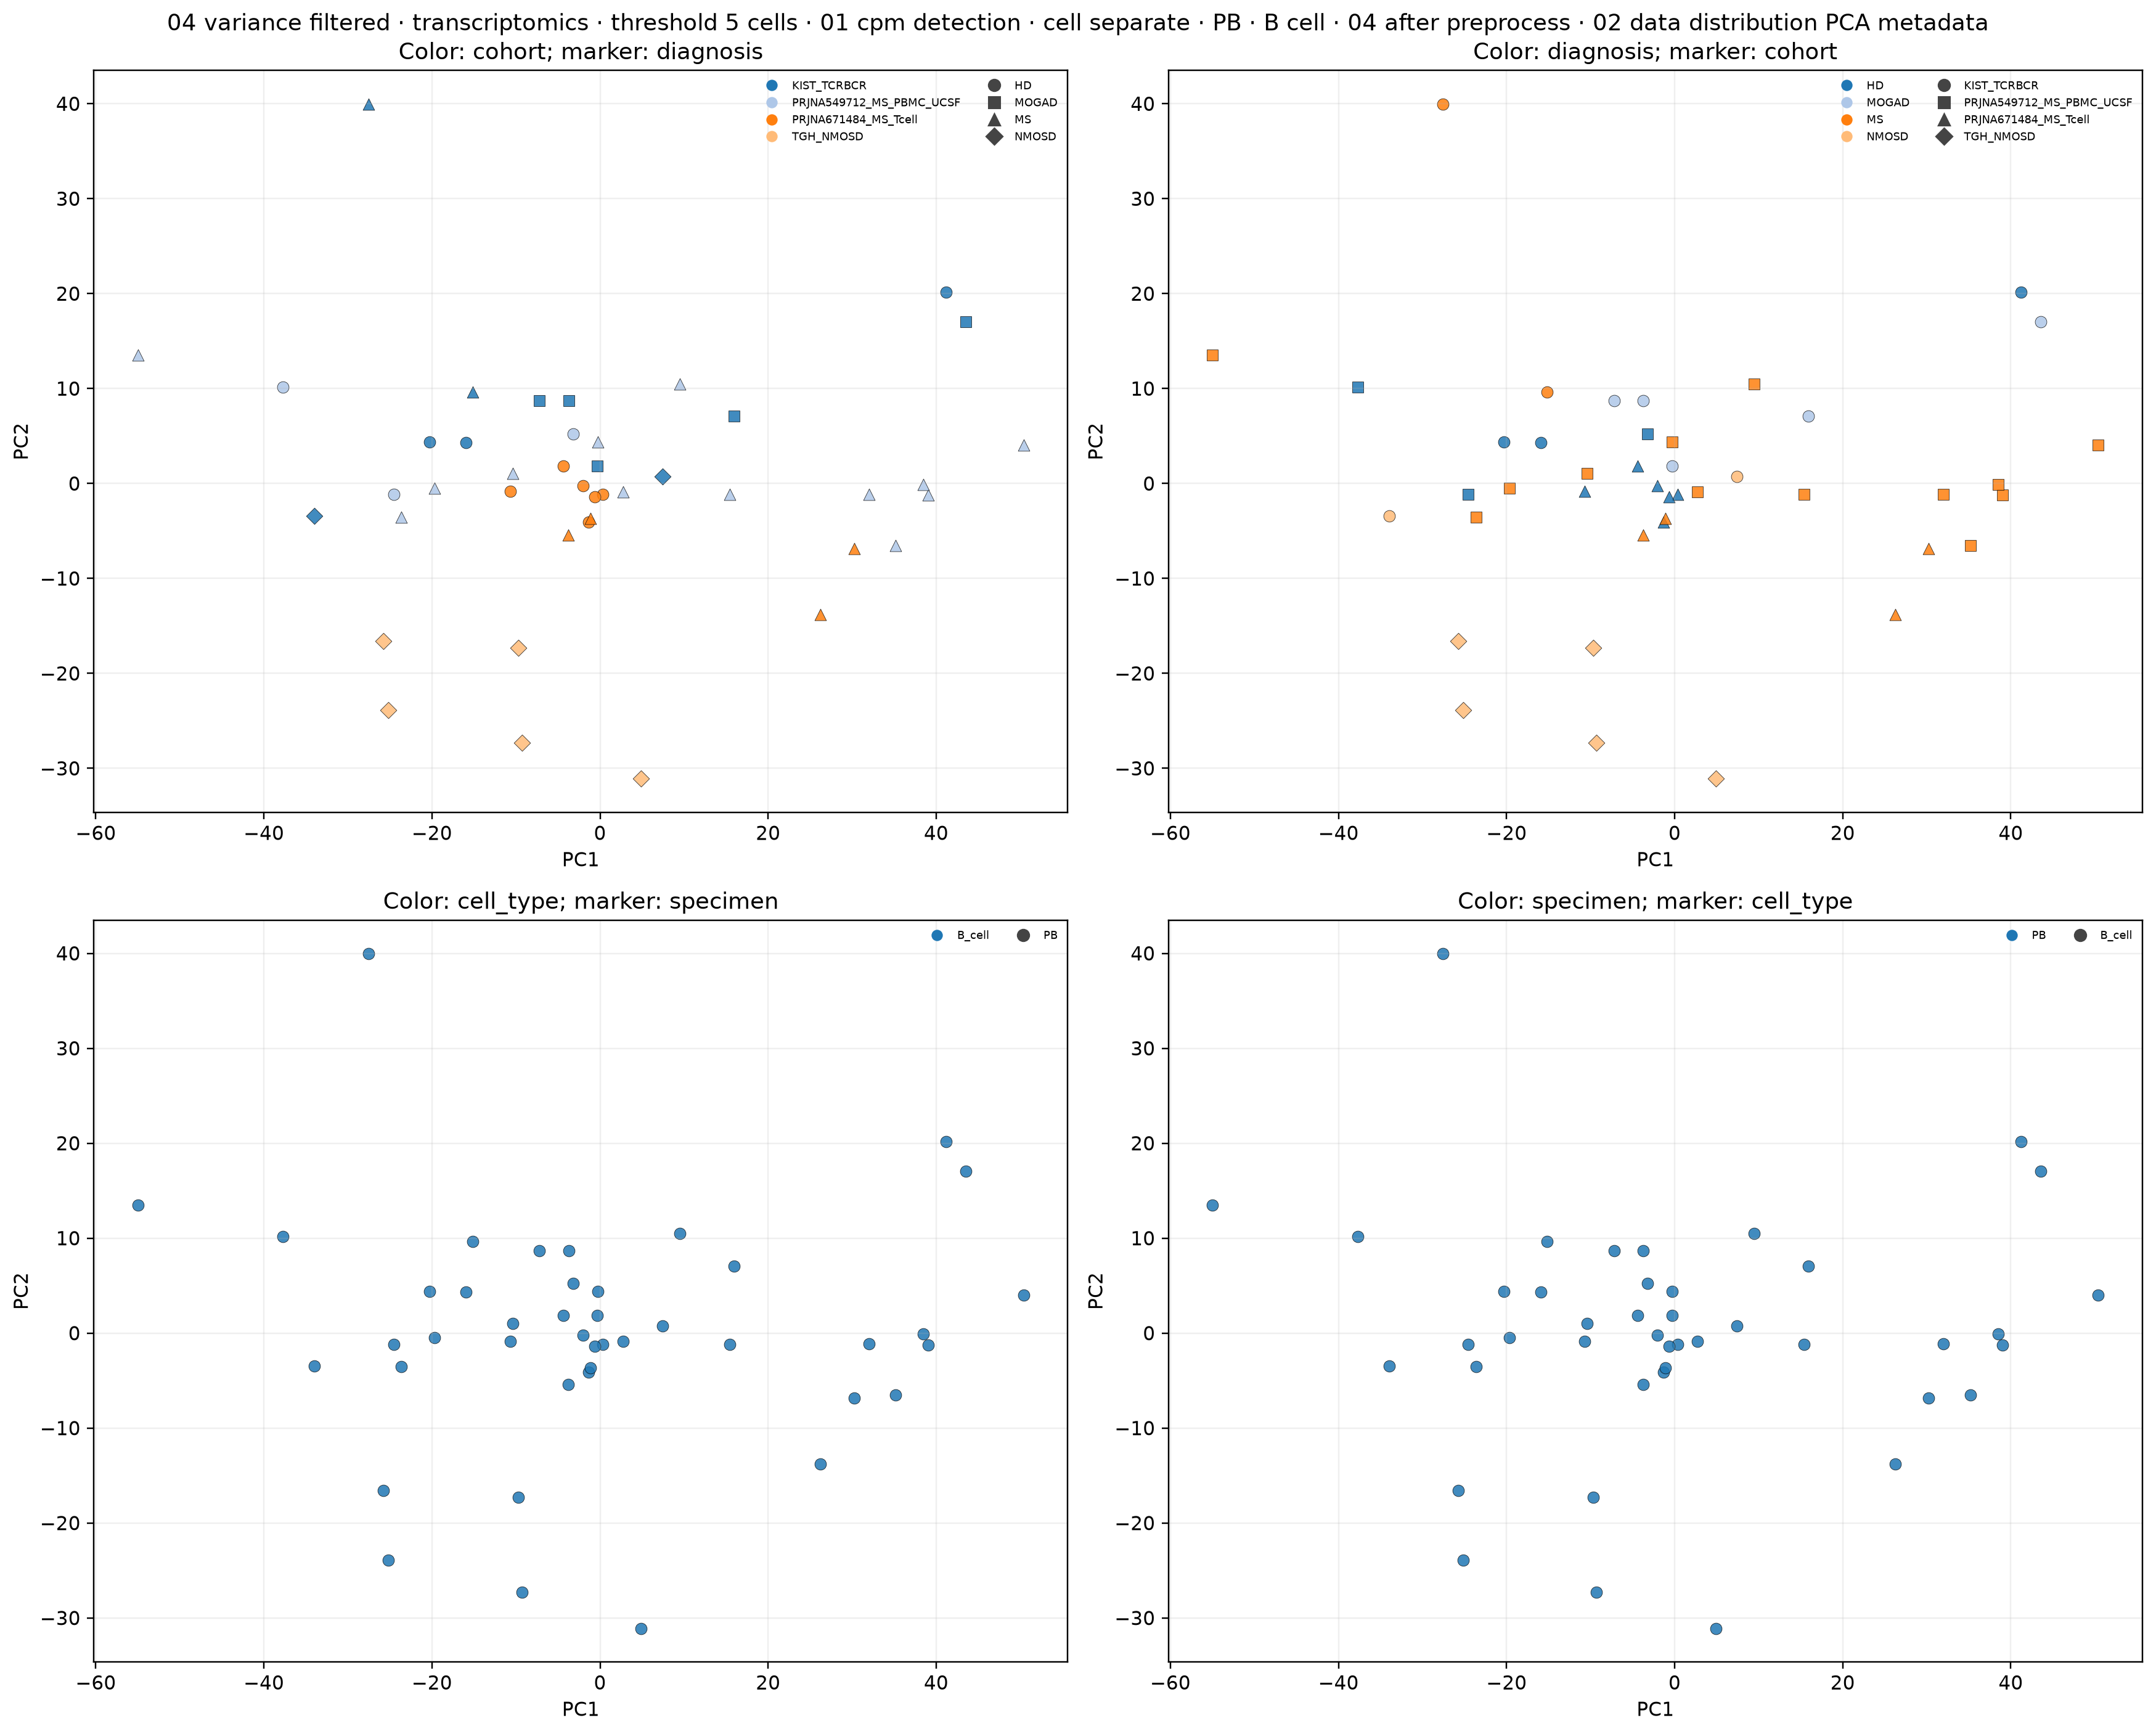 04 variance filtered · transcriptomics · threshold 5 cells · 01 cpm detection · cell separate · PB · B cell · 04 after preprocess · 02 data distribution PCA metadata
Color: cohort; marker: diagnosis
KIST_TCRBCR
PRJNA549712_MS_PBMC_UCSF
PRJNA671484_MS_Tcell
TGH_NMOSD
HD
MOGAD
MS
NMOSD
40
30
20
10
0
−10
−20
−30
PC2
−60
−40
−20
0
20
40
PC1
Color: diagnosis; marker: cohort
HD
MOGAD
MS
NMOSD
KIST_TCRBCR
PRJNA549712_MS_PBMC_UCSF
PRJNA671484_MS_Tcell
TGH_NMOSD
40
30
20
10
0
−10
−20
−30
PC2
−60
−40
−20
0
20
40
PC1
Color: cell_type; marker: specimen
B_cell
PB
40
30
20
10
0
−10
−20
−30
PC2
−60
−40
−20
0
20
40
PC1
Color: specimen; marker: cell_type
PB
B_cell
40
30
20
10
0
−10
−20
−30
PC2
−60
−40
−20
0
20
40
PC1